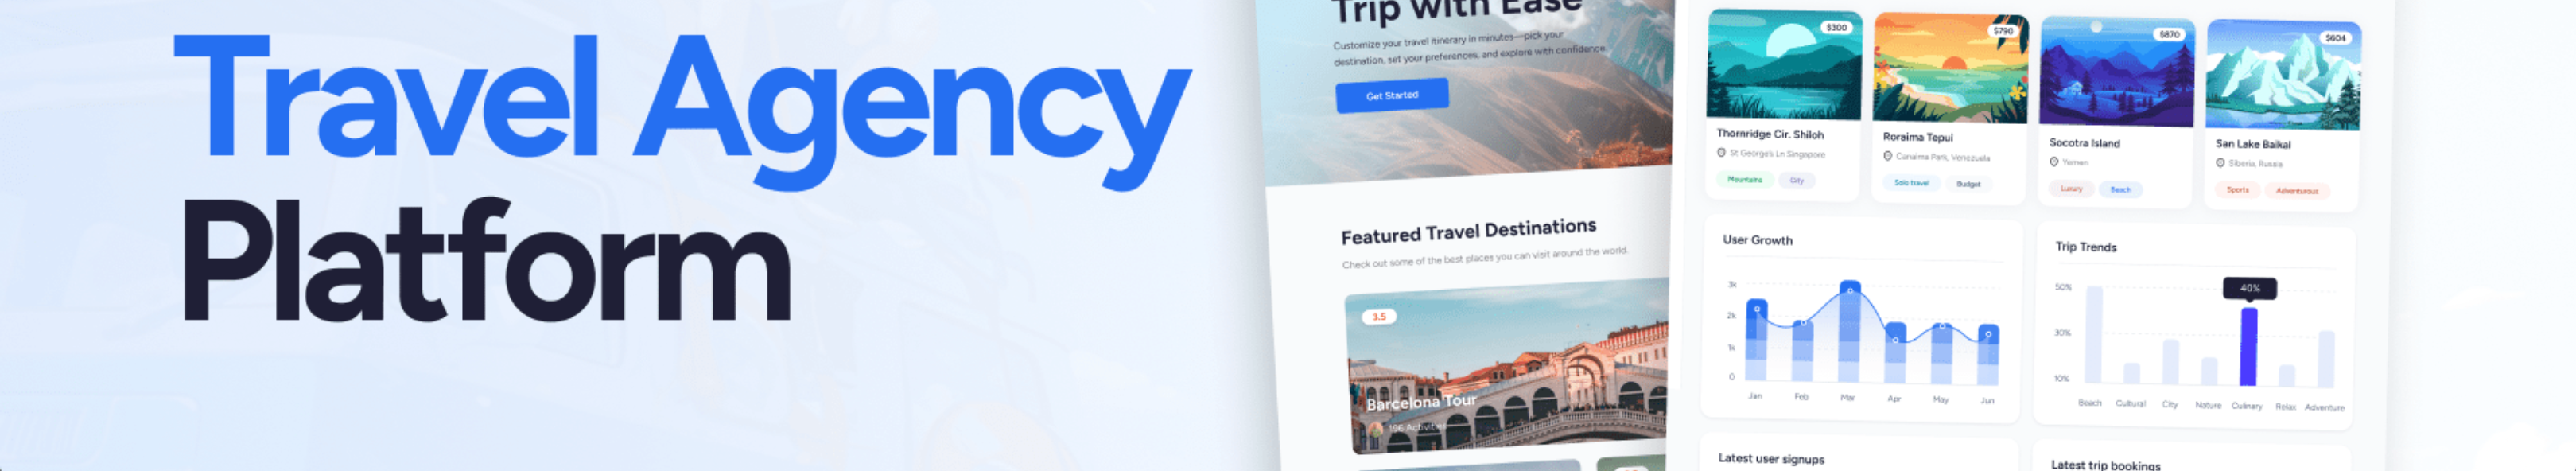 Travel Agency
Platform
Trip With Ease
Customize your travel itinerary in minutes—pick your
destination, set your preferences, and explore with confidence.
Get Started
Featured Travel Destinations
Check out some of the best places you can visit around the world.
3.5
Barcelona Tour
196 Activities
$300
Thornridge Cir. Shiloh
St George's Ln Singapore
Mountains
City
$790
Roraima Tepui
Canaima Park, Venezuela
Solo travel
Budget
$870
Socotra Island
Yemen
Luxury
Beach
$604
San Lake Baikal
Siberia, Russia
Sports
Adventurous
User Growth
3k
2k
1k
0
Jan
Feb
Mar
Apr
May
Jun
Trip Trends
50%
30%
10%
40%
Beach
Cultural
City
Nature
Culinary
Relax
Adventure
Latest user signups
Latest trip bookings